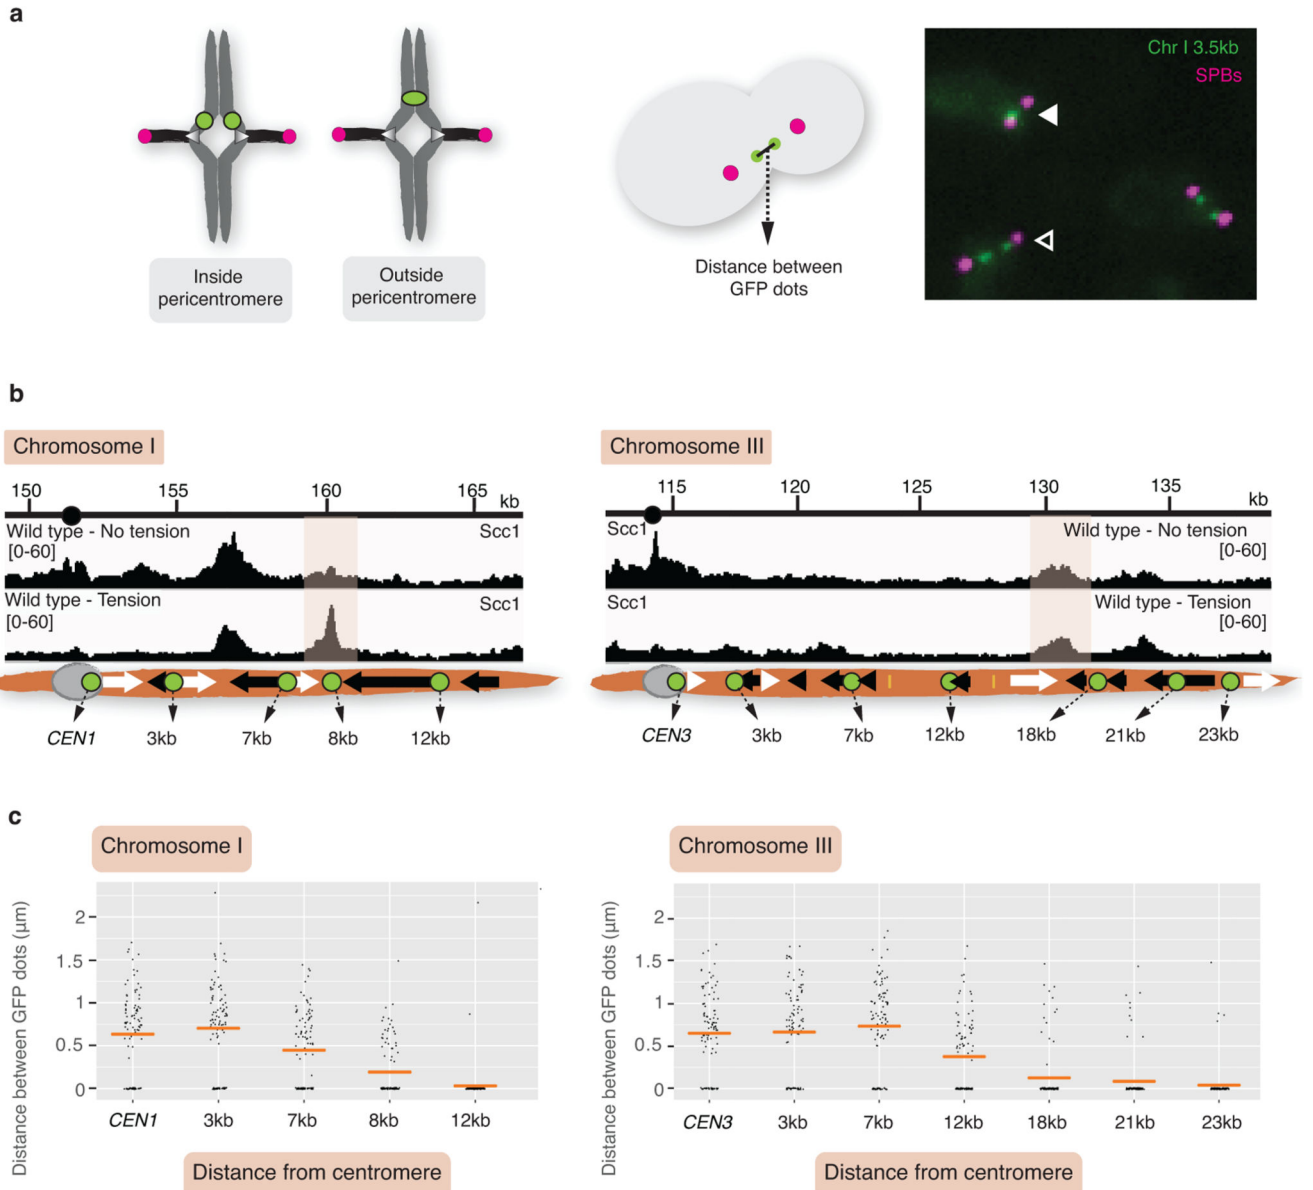 a
Chr I 3.5kb
SPBs
Inside
pericentromere
Outside
pericentromere
Distance between
GFP dots
b
Chromosome I
150 155 160 165 kb
Wild type - No tension Scc1
[0-60]
Wild type - Tension Scc1
[0-60]
CEN1 3kb 7kb 8kb 12kb
Chromosome III
115 120 125 130 135 kb
Scc1 Wild type - No tension
[0-60]
Scc1 Wild type - Tension
[0-60]
CEN3 3kb 7kb 12kb 18kb 21kb 23kb
c
Chromosome I
Distance between GFP dots (μm)
2
1.5
1
0.5
0
CEN1 3kb 7kb 8kb 12kb
Distance from centromere
Chromosome III
Distance between GFP dots (μm)
2
1.5
1
0.5
0
CEN3 3kb 7kb 12kb 18kb 21kb 23kb
Distance from centromere